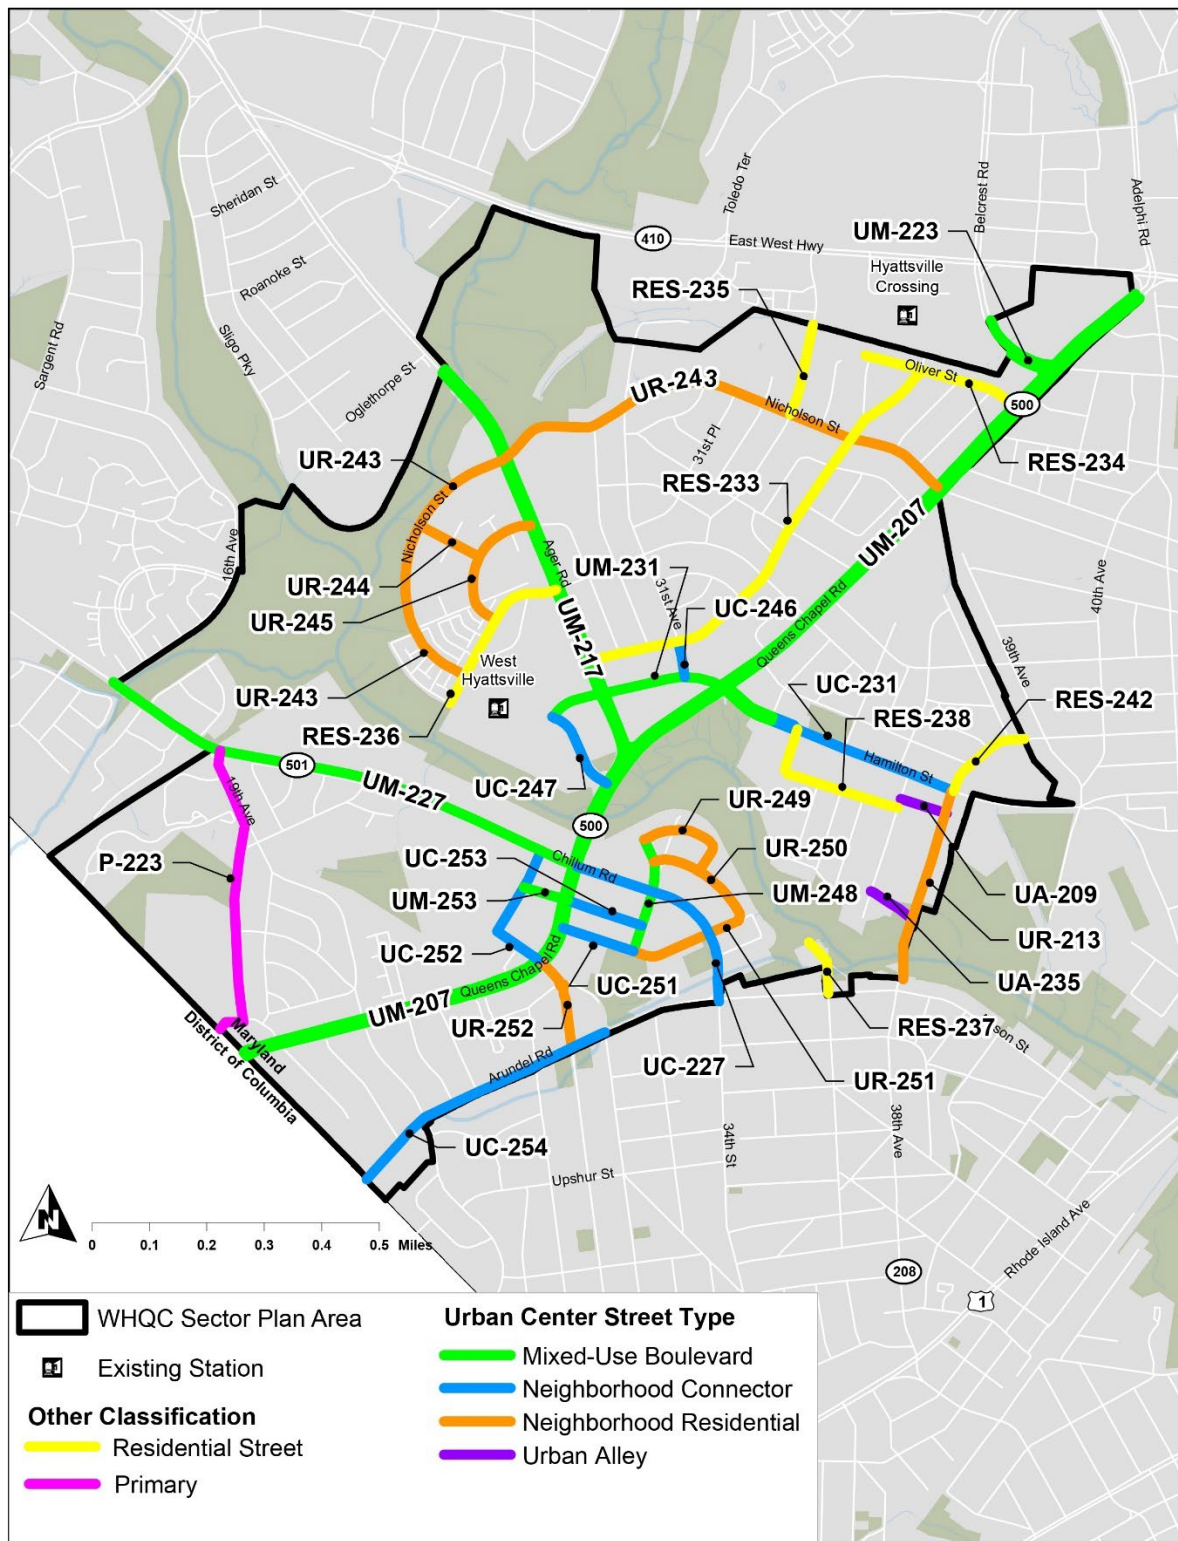 Toledo Ter
Belcrest Rd
Adelphi Rd
Sheridan St
UM-223
410
East West Hwy
Roanoke St
Hyattsville
Crossing
RES-235
Sargent Rd
Sligo Pky
Oglethorpe St
Oliver St
500
UR-243
Nicholson St
31st Pl
UR-243
RES-234
RES-233
Nicholson St
16th Ave
Ager Rd
UM-207
UR-244
UM-231
31st Ave
UC-246
40th Ave
UR-245
UM-217
Queens Chapel Rd
39th Ave
West
Hyattsville
UC-231
UR-243
RES-238
RES-242
RES-236
501
Hamilton St
19th Ave
UM-227
UC-247
UR-249
500
P-223
UC-253
Chillum Rd
UR-250
UM-253
UM-248
UA-209
UC-252
Queens Chapel Rd
UR-213
UC-251
UA-235
UM-207
UR-252
RES-237
Maryland
District of Columbia
Arundel Rd
UC-227
UR-251
UC-254
34th St
38th Ave
Upshur St
Rhode Island Ave
N
0 0.1 0.2 0.3 0.4 0.5 Miles
208
1
WHQC Sector Plan Area
Existing Station
Other Classification
Residential Street
Primary
Urban Center Street Type
Mixed-Use Boulevard
Neighborhood Connector
Neighborhood Residential
Urban Alley